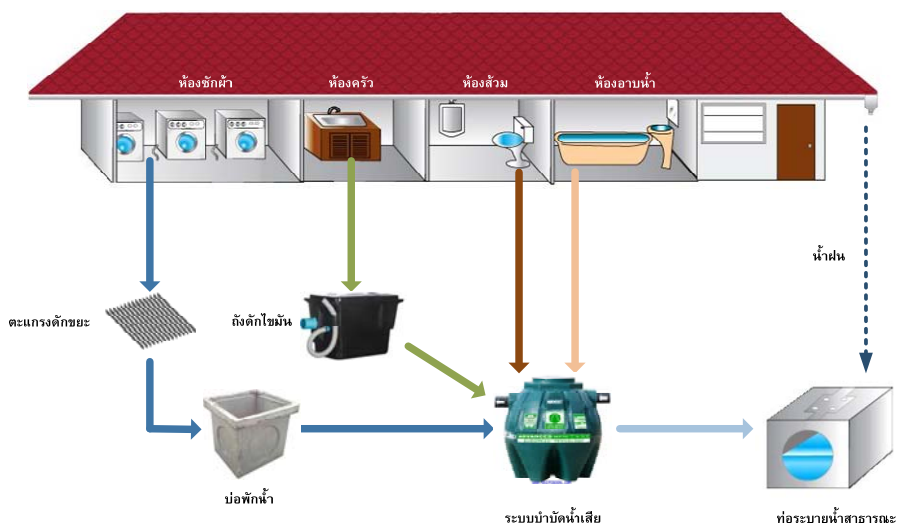 ห้องซักผ้า
ห้องครัว
ห้องส้วม
ห้องอาบน้ำ
น้ำฝน
ตะแกรงดักขยะ
ถังดักไขมัน
บ่อพักน้ำ
ระบบบำบัดน้ำเสีย
ท่อระบายน้ำสาธารณะ